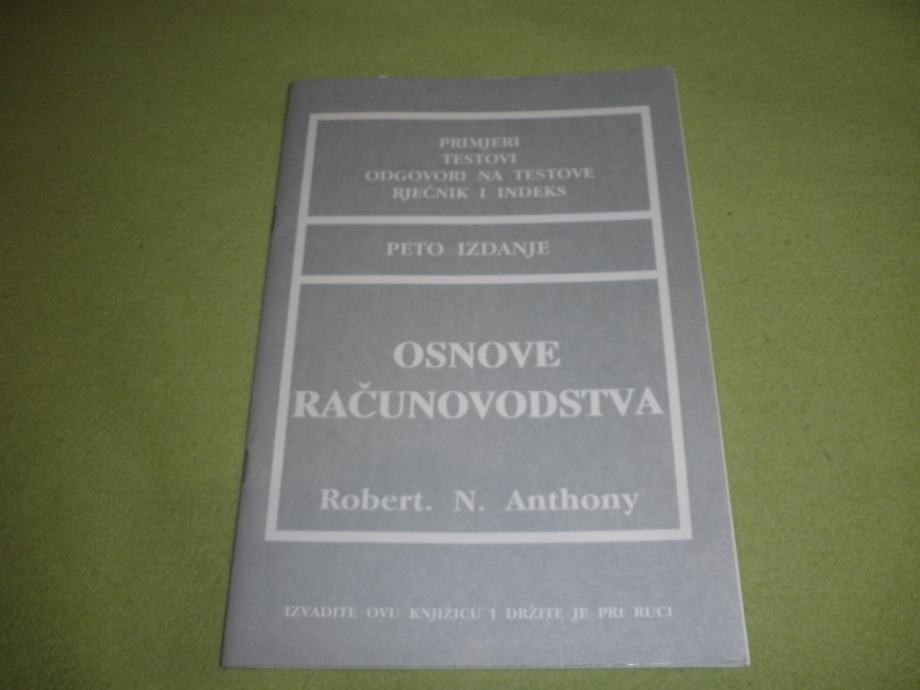 PRIMJERI
TESTOVI
ODGOVORI NA TESTOVE
RJEČNIK I INDEKS
PETO IZDANJE
OSNOVE
RAČUNOVODSTVA
Robert. N. Anthony
IZVADITE OVU KNJIŽICU I DRŽITE JE PRI RUCI